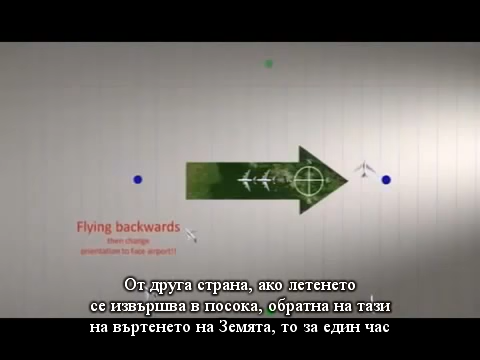 Flying backwards
then change
orientation to face airport!!!
От друга страна, ако летенето
се извършва в посока, обратна на тази
на въртенето на Земята, то за един час